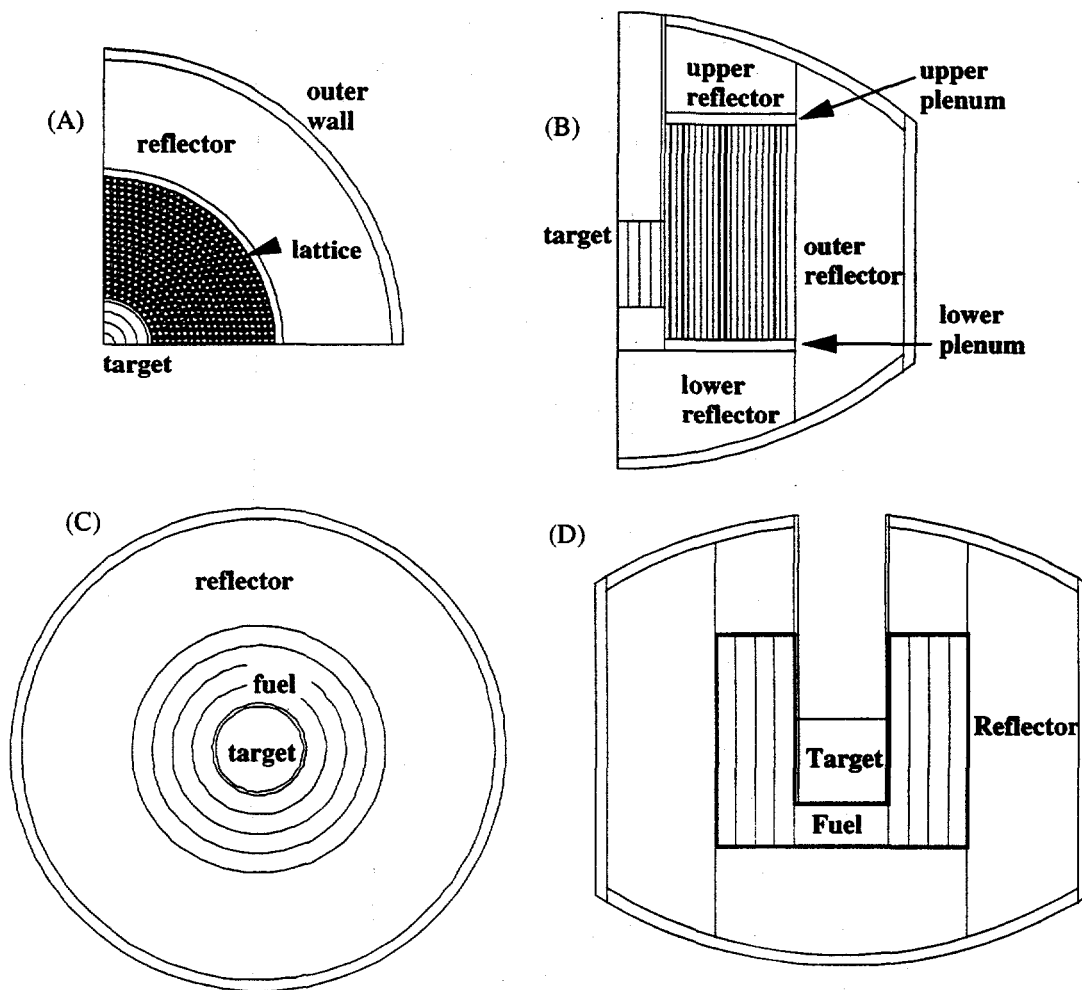 (A)
outer
wall
reflector
lattice
target
(B)
upper
reflector
upper
plenum
target
outer
reflector
lower
plenum
lower
reflector
(C)
reflector
fuel
target
(D)
Reflector
Target
Fuel